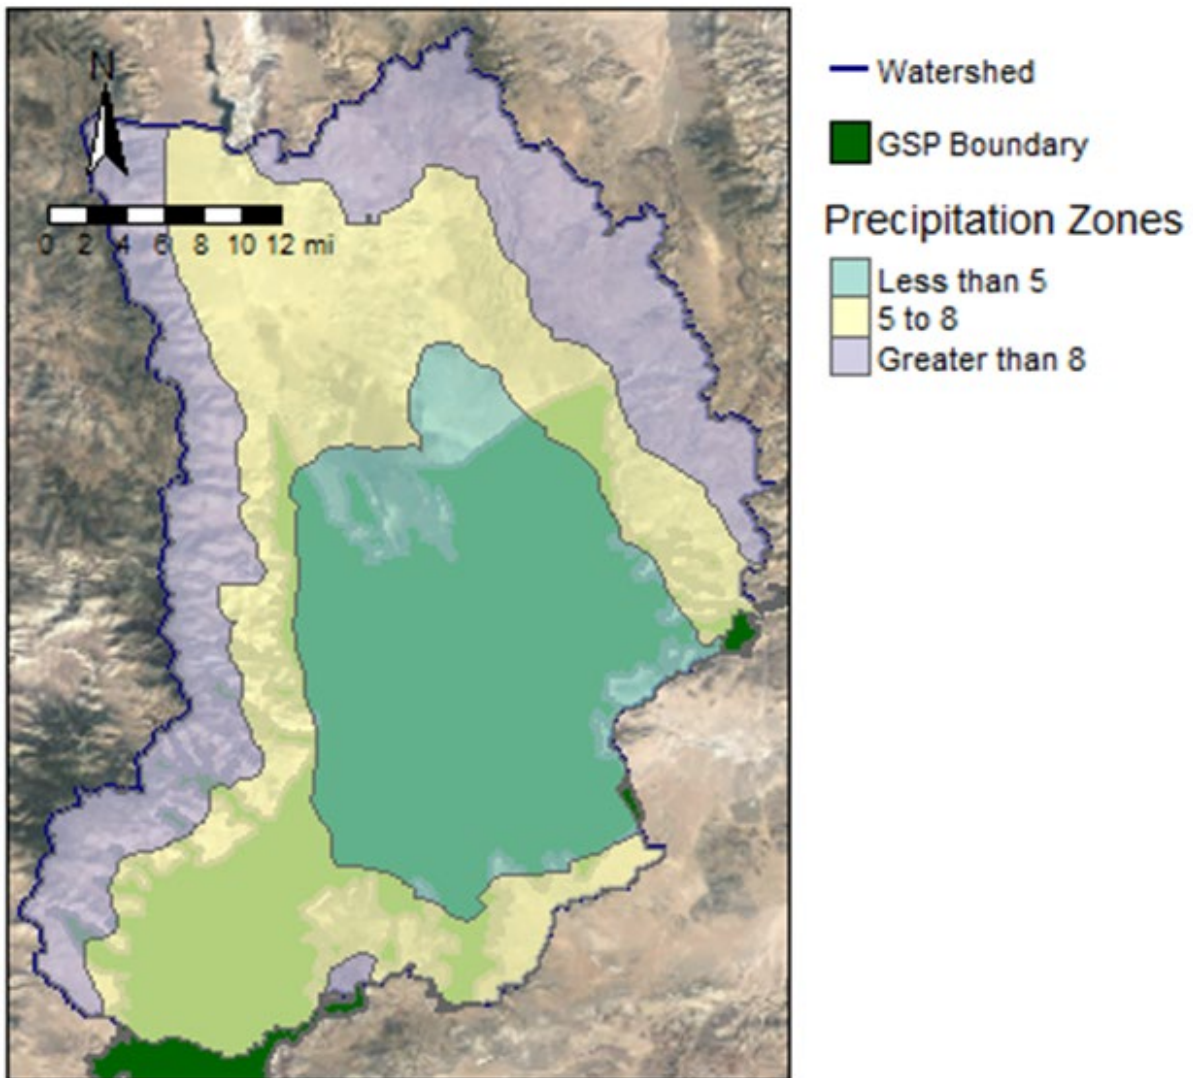 N
0 2 4 6 8 10 12 mi
Watershed
GSP Boundary
Precipitation Zones
Less than 5
5 to 8
Greater than 8